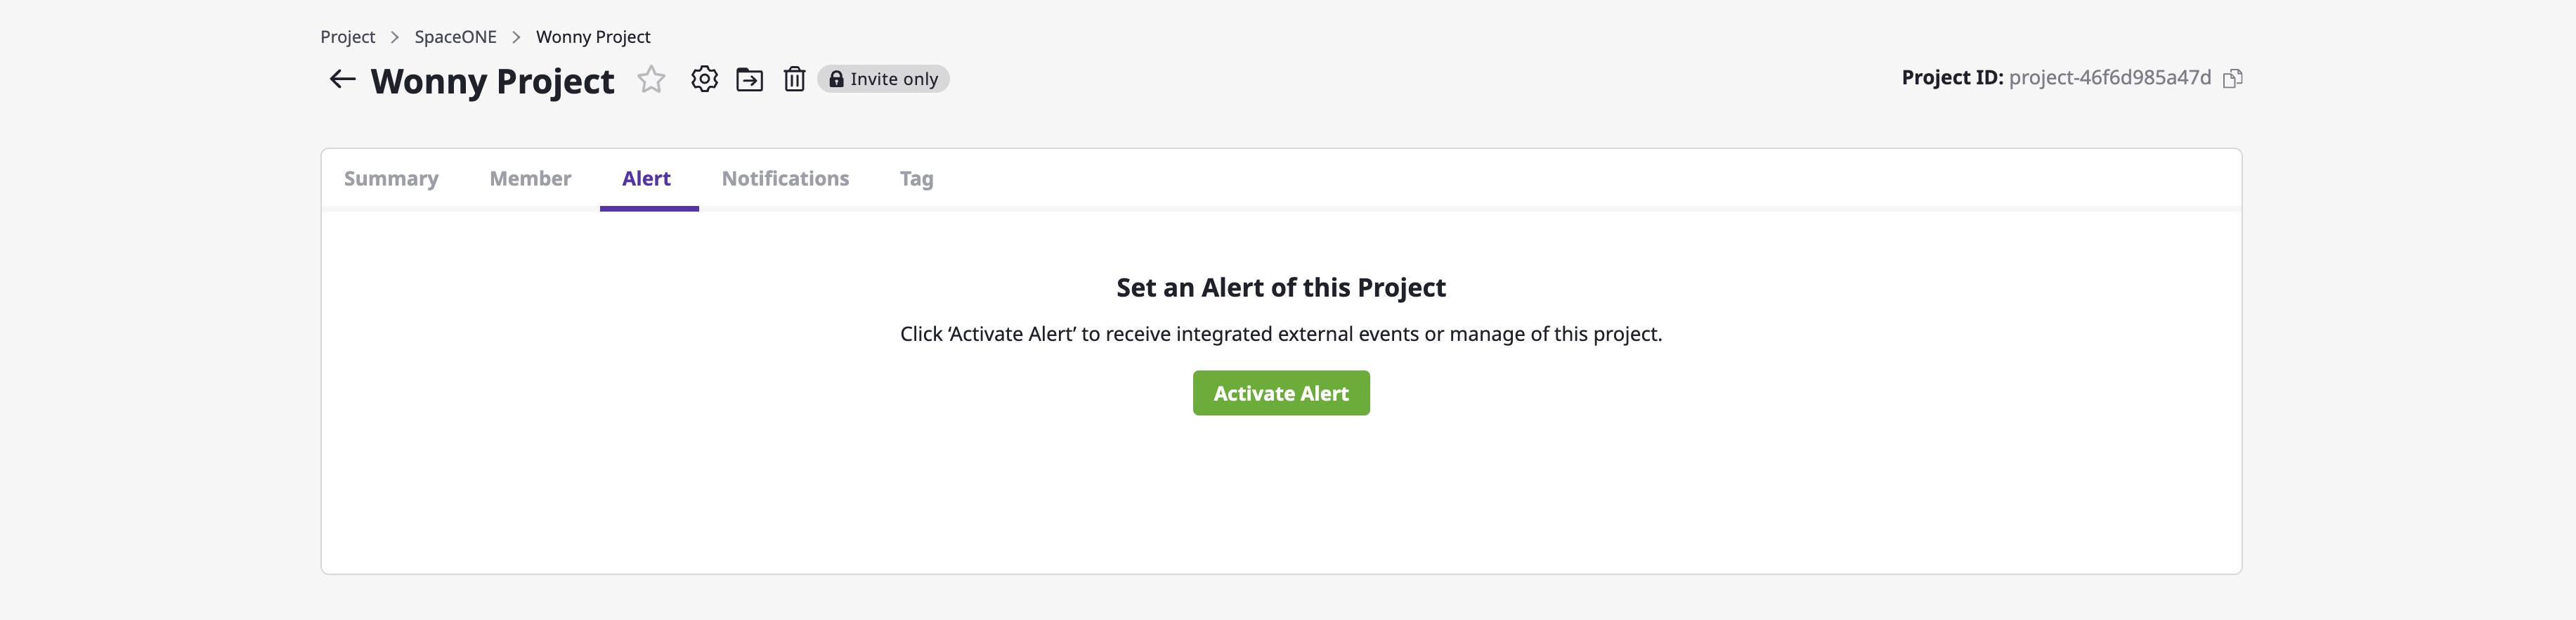 Project > SpaceONE > Wonny Project
Wonny Project Invite only
Project ID: project-46f6d985a47d
Summary Member Alert Notifications Tag
Set an Alert of this Project
Click ‘Activate Alert’ to receive integrated external events or manage of this project.
Activate Alert